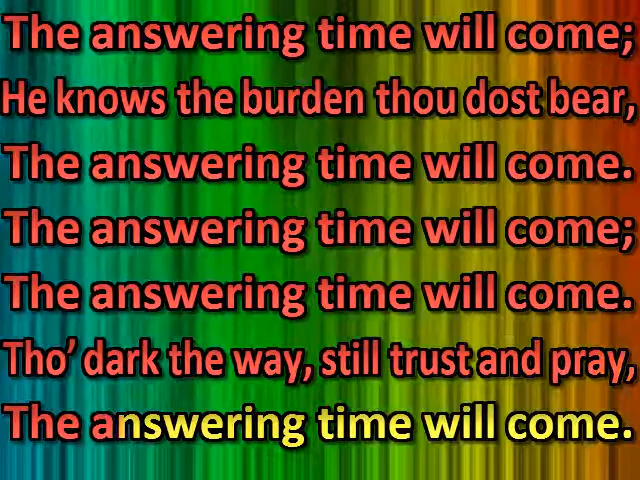 The answering time will come;
He knows the burden thou dost bear,
The answering time will come.
The answering time will come;
The answering time will come.
Tho’ dark the way, still trust and pray,
The answering time will come.